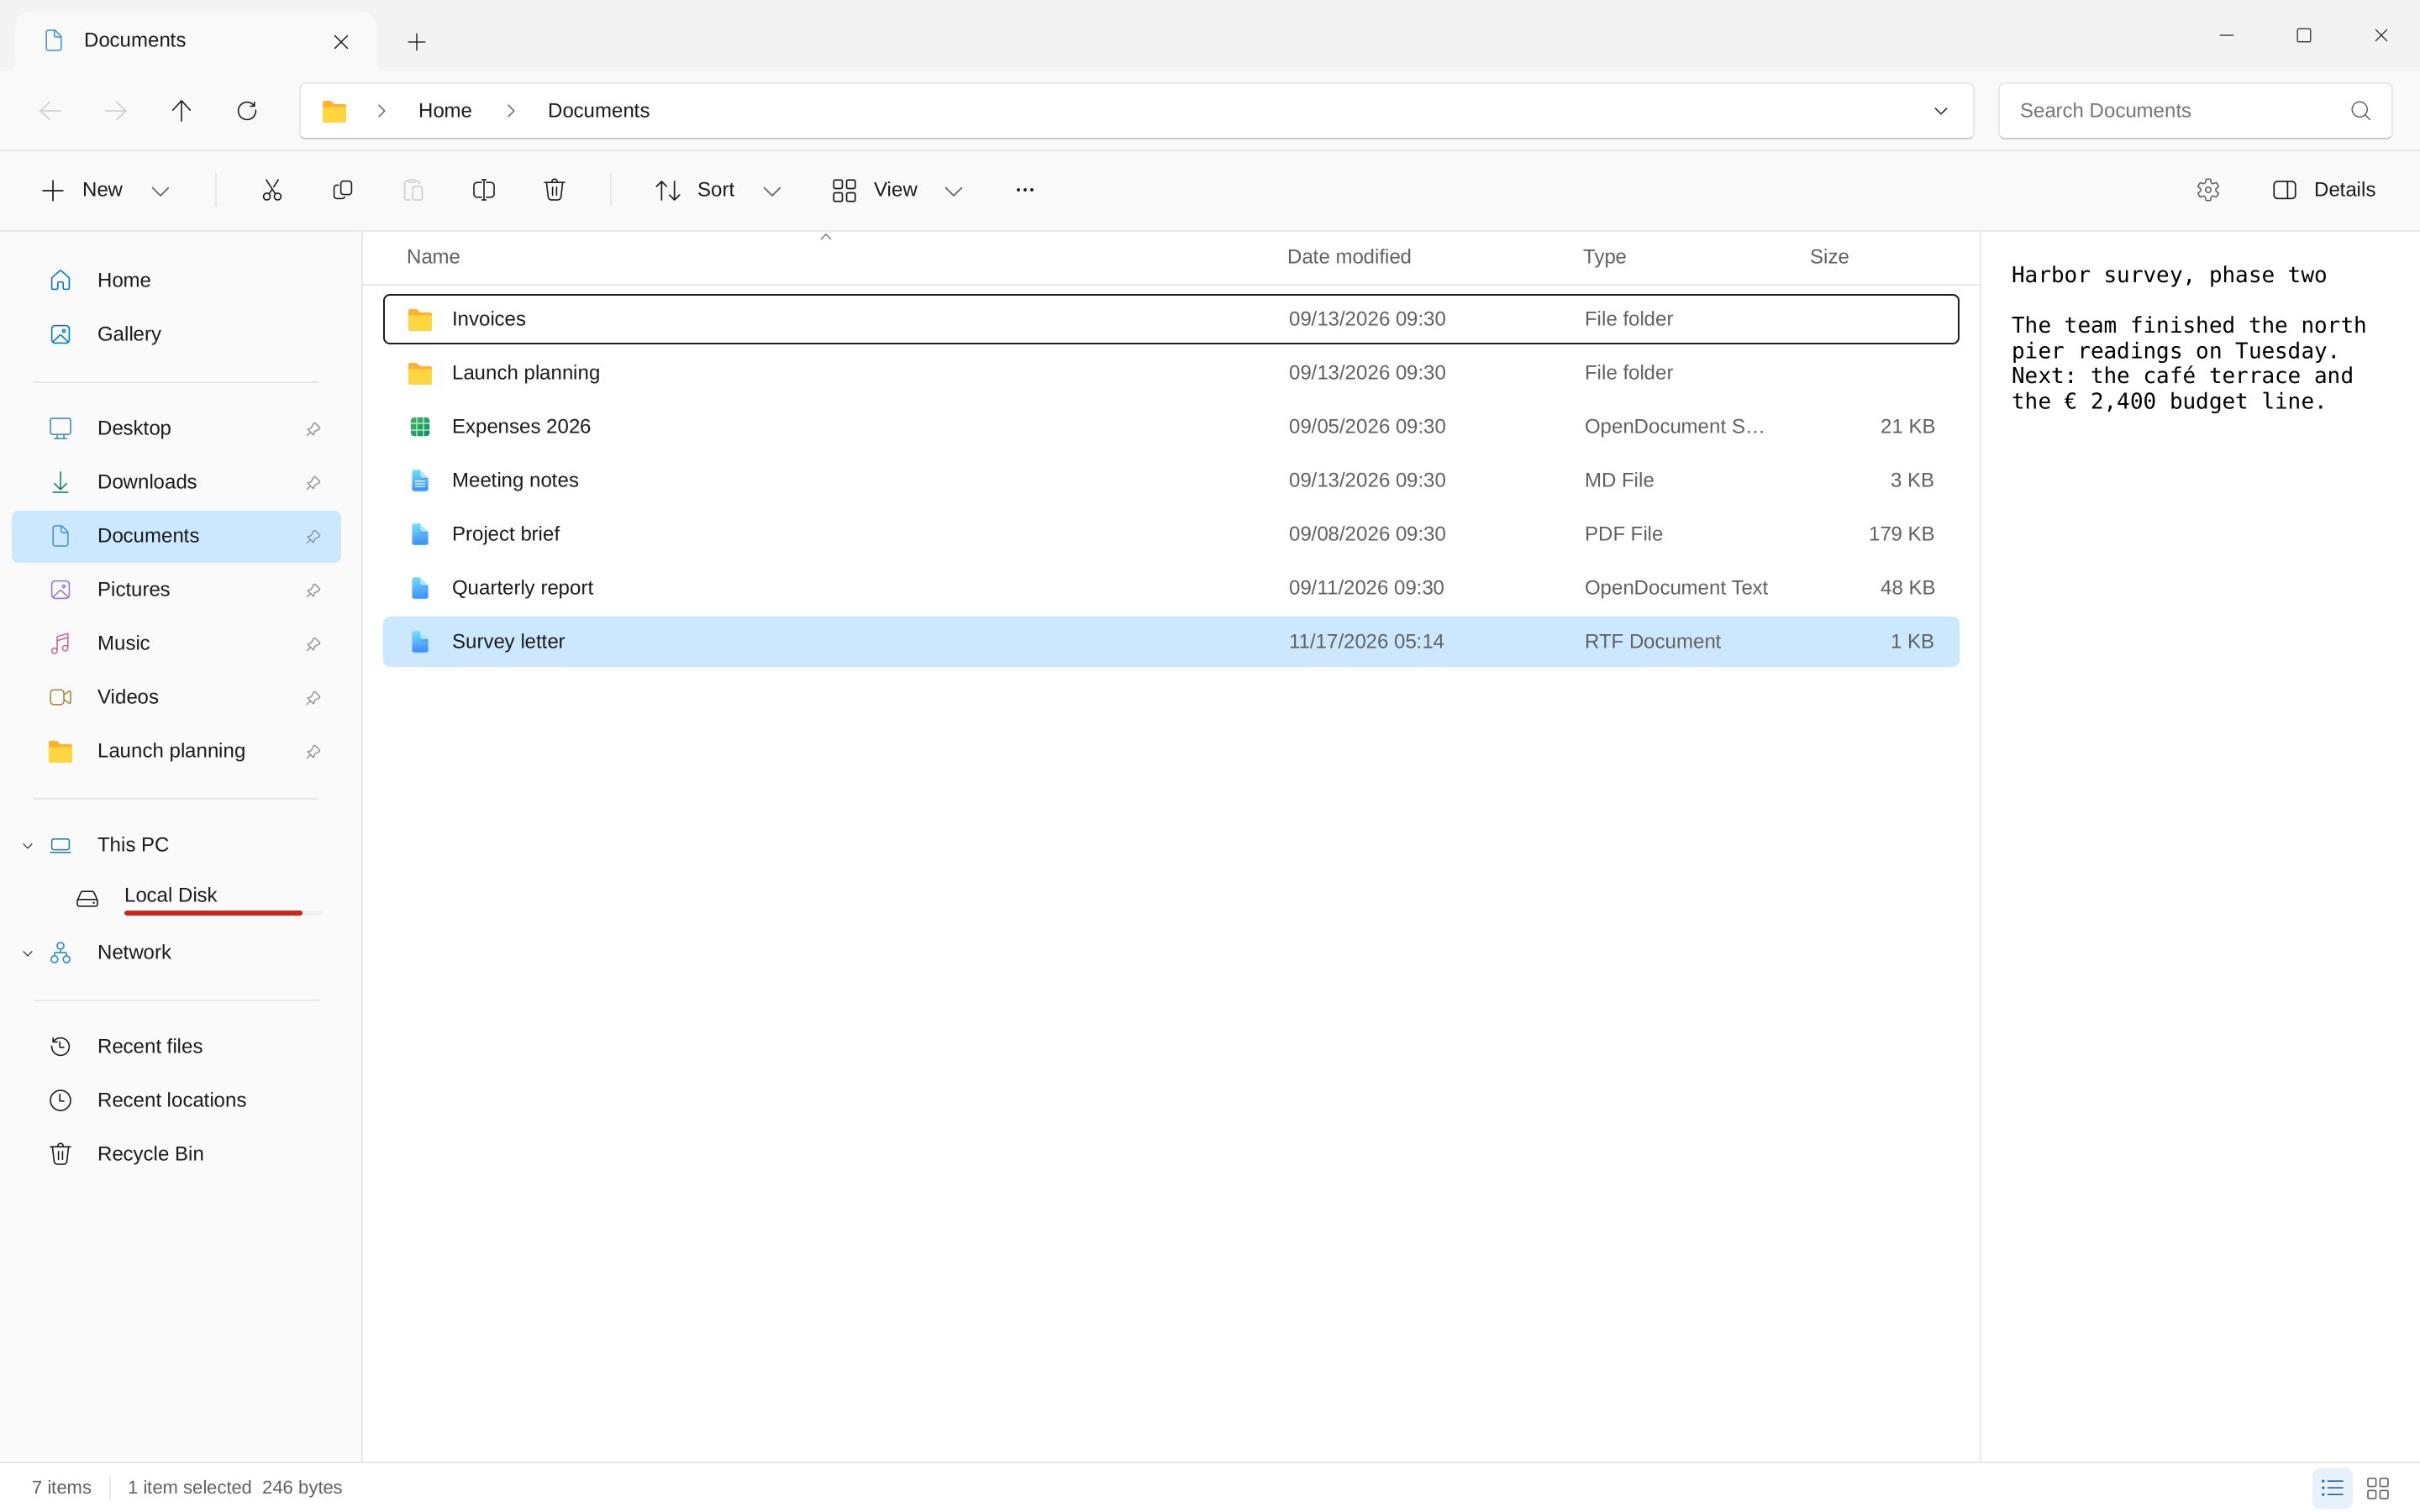 Documents
Home Documents
Search Documents
New Sort View Details
Home
Gallery
Desktop
Downloads
Documents
Pictures
Music
Videos
Launch planning
This PC
Local Disk
Network
Recent files
Recent locations
Recycle Bin
Name Date modified Type Size
Invoices 09/13/2026 09:30 File folder
Launch planning 09/13/2026 09:30 File folder
Expenses 2026 09/05/2026 09:30 OpenDocument S… 21 KB
Meeting notes 09/13/2026 09:30 MD File 3 KB
Project brief 09/08/2026 09:30 PDF File 179 KB
Quarterly report 09/11/2026 09:30 OpenDocument Text 48 KB
Survey letter 11/17/2026 05:14 RTF Document 1 KB
Harbor survey, phase two
The team finished the north
pier readings on Tuesday.
Next: the café terrace and
the € 2,400 budget line.
7 items 1 item selected 246 bytes